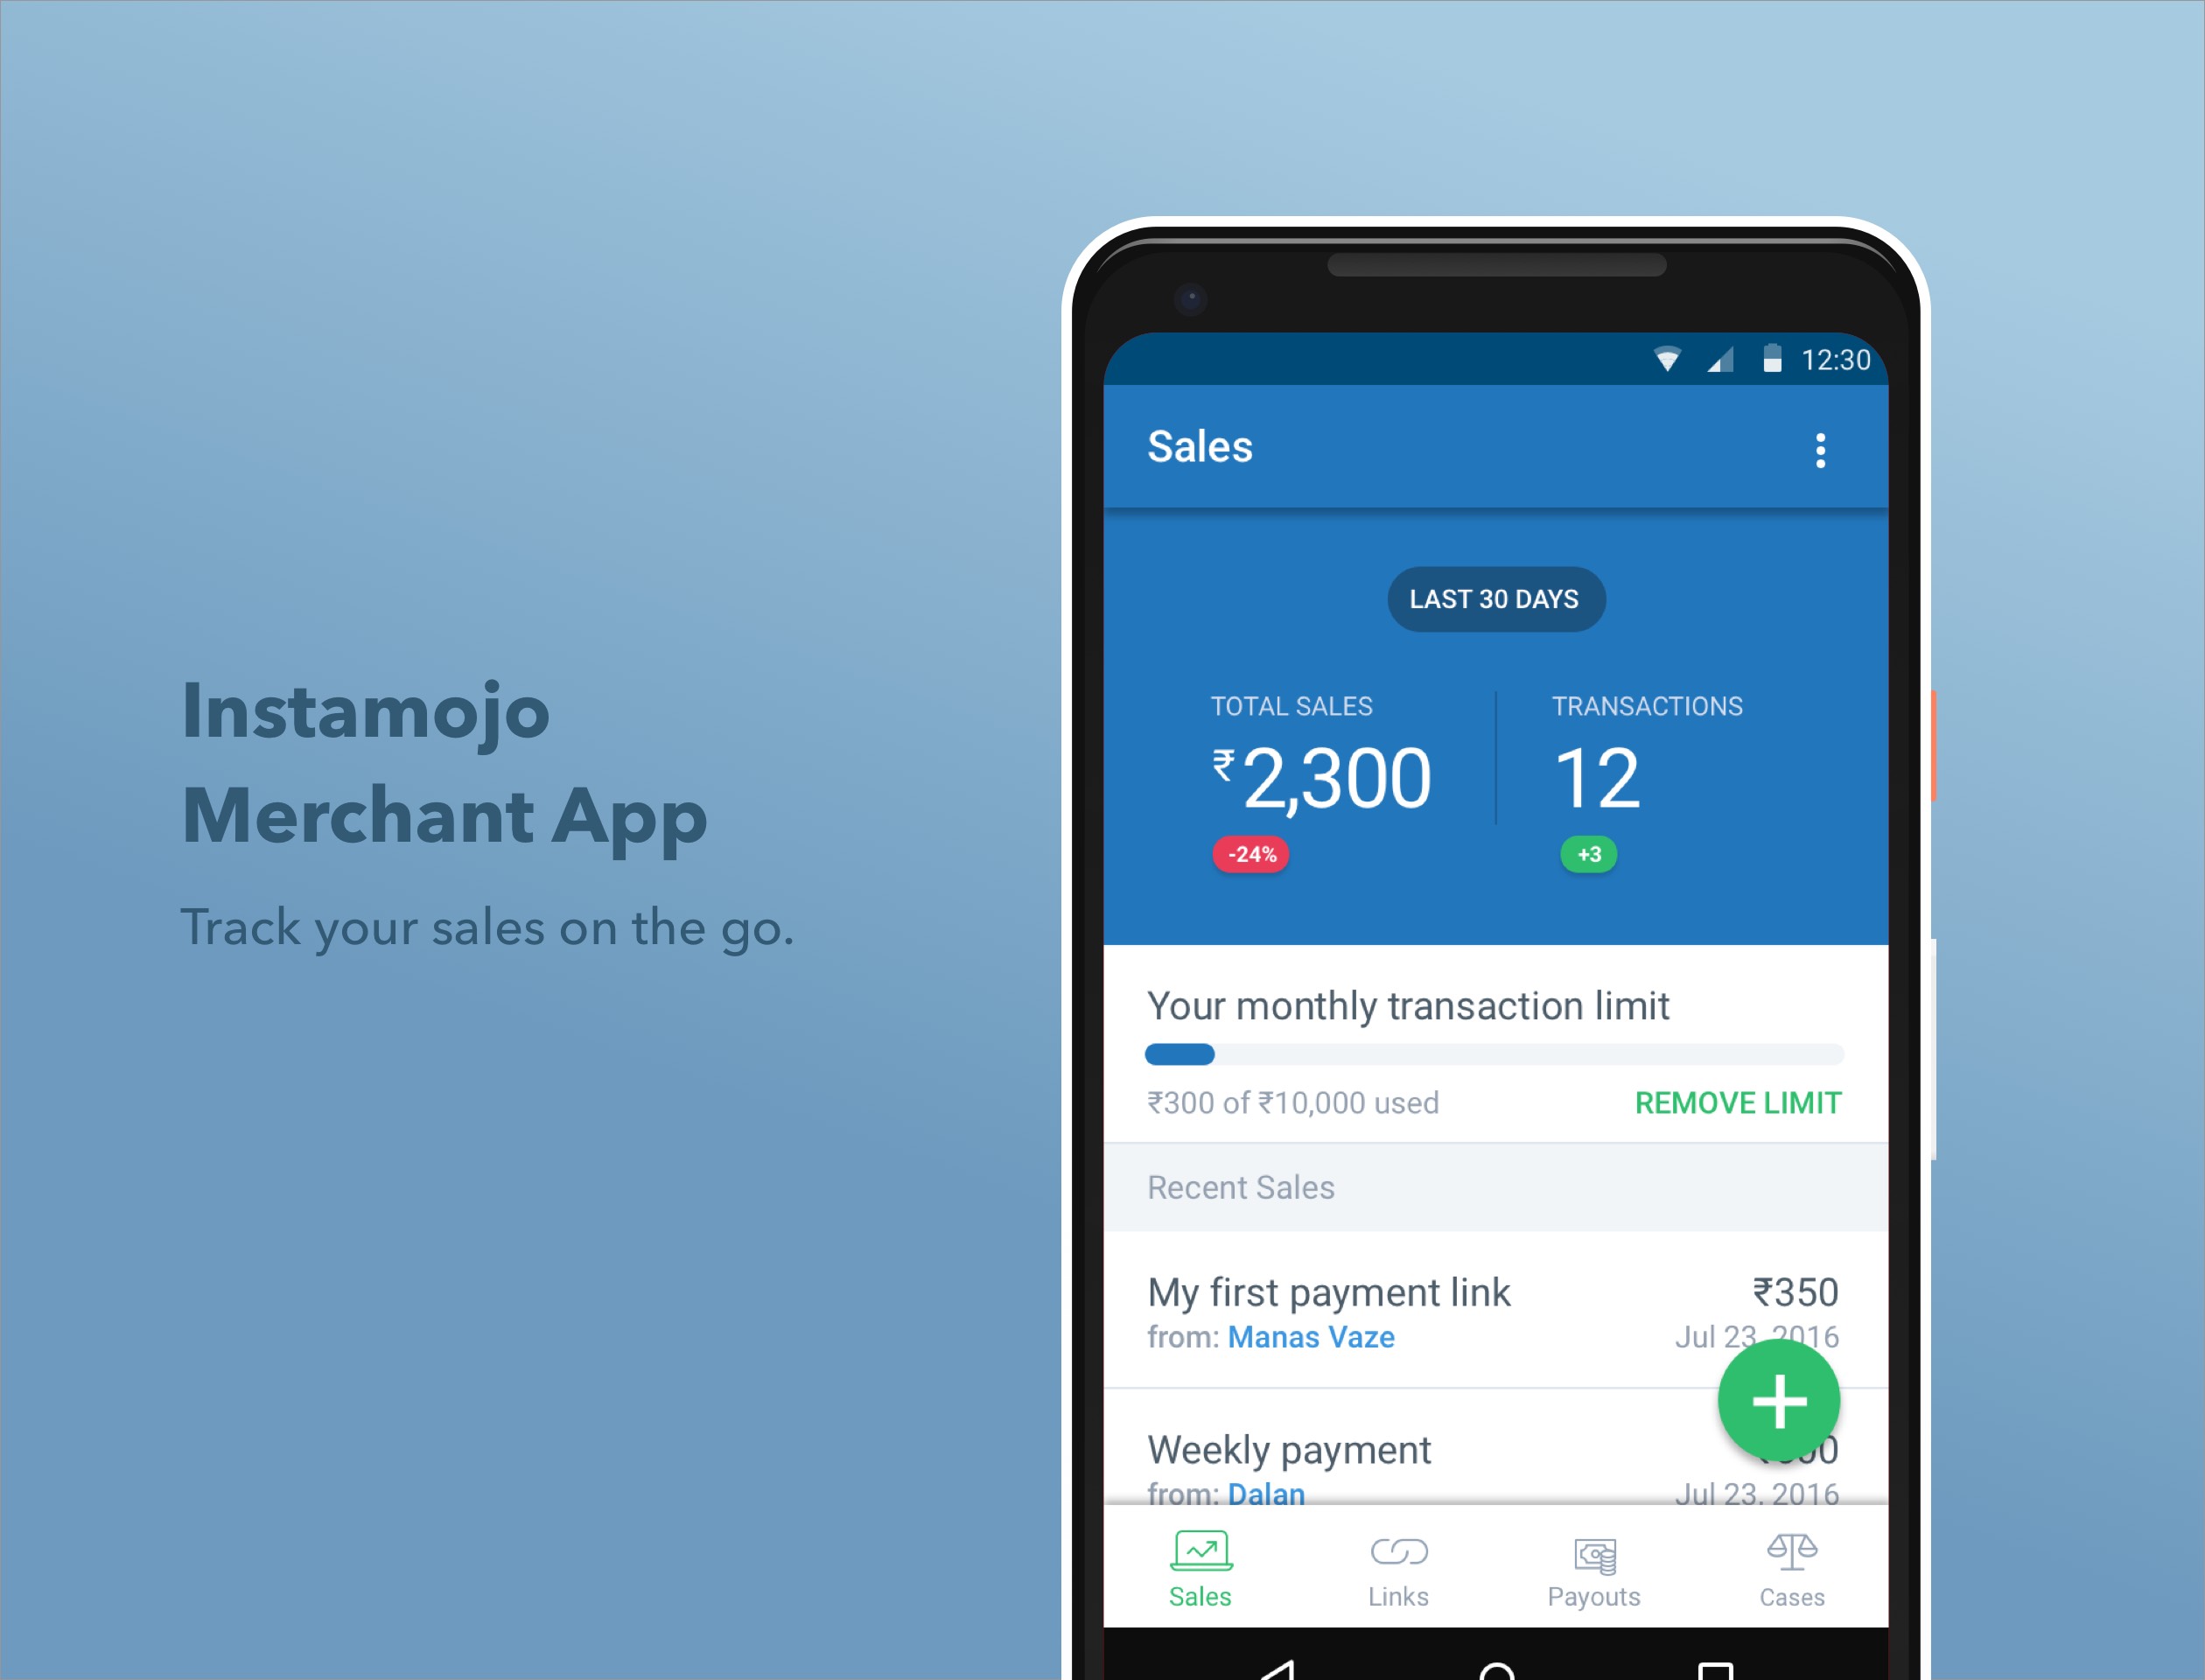 Instamojo
Merchant App
Track your sales on the go.
12:30
Sales
LAST 30 DAYS
TOTAL SALES
₹2,300
-24%
TRANSACTIONS
12
+3
Your monthly transaction limit
₹300 of ₹10,000 used
REMOVE LIMIT
Recent Sales
My first payment link
₹350
from: Manas Vaze
Jul 23, 2016
Weekly payment
from: Dalan
Jul 23, 2016
Sales
Links
Payouts
Cases